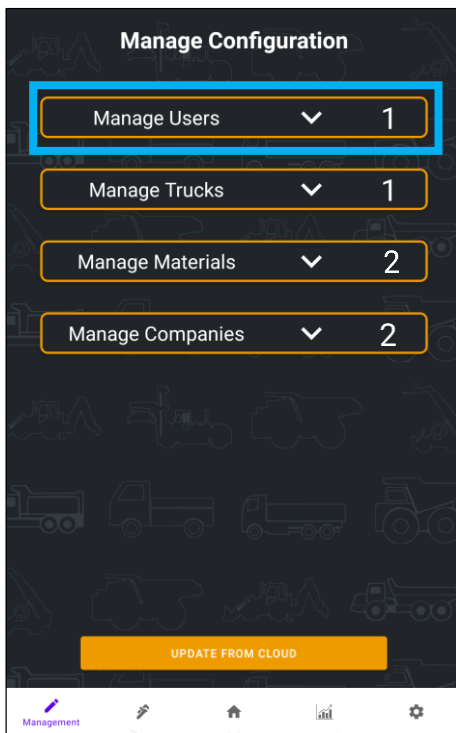 Manage Configuration
Manage Users 1
Manage Trucks 1
Manage Materials 2
Manage Companies 2
UPDATE FROM CLOUD
Management